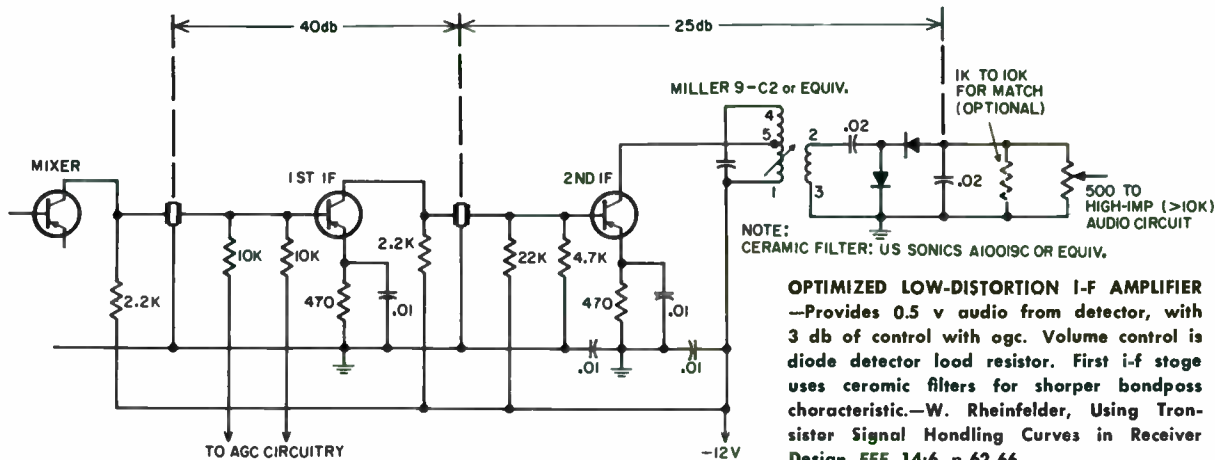 40db
25db
MIXER
1ST IF
2ND IF
MILLER 9-C2 or EQUIV.
4
5
1
2
3
.02
1K TO 10K
FOR MATCH
(OPTIONAL)
.02
500 TO
HIGH-IMP (>10K)
AUDIO CIRCUIT
NOTE:
CERAMIC FILTER: US SONICS A10019C OR EQUIV.
2.2K
10K
10K
470
.01
2.2K
22K
4.7K
470
.01
.01
.01
TO AGC CIRCUITRY
-12V
OPTIMIZED LOW-DISTORTION I-F AMPLIFIER
—Provides 0.5 v audio from detector, with
3 db of control with agc. Volume control is
diode detector load resistor. First i-f stage
uses ceramic filters for sharper bandpass
characteristic.—W. Rheinfelder, Using Tran-
sistor Signal Handling Curves in Receiver
Design, EEE, 14:6, p 62-66.